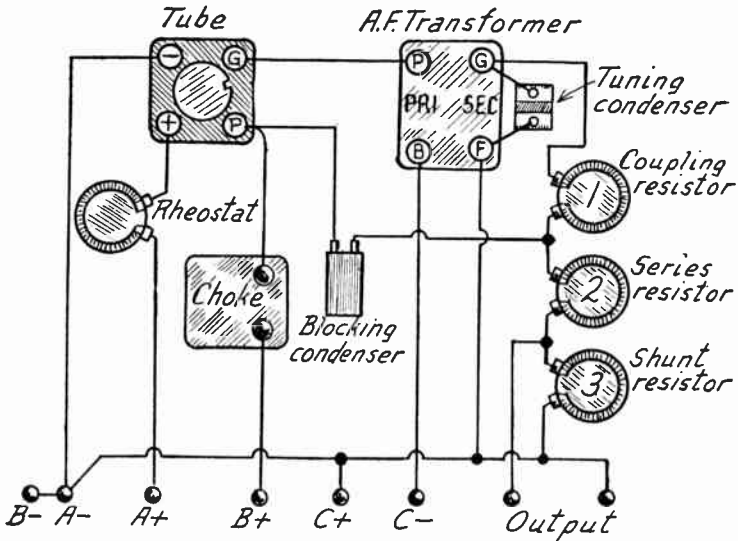 Tube
A.F. Transformer
- G
P G
Tuning
condenser
PRI SEC
+ P
B F
Coupling
resistor
1
Rheostat
Series
resistor
2
Choke
Blocking
condenser
Shunt
resistor
3
B- A- A+ B+ C+ C- Output